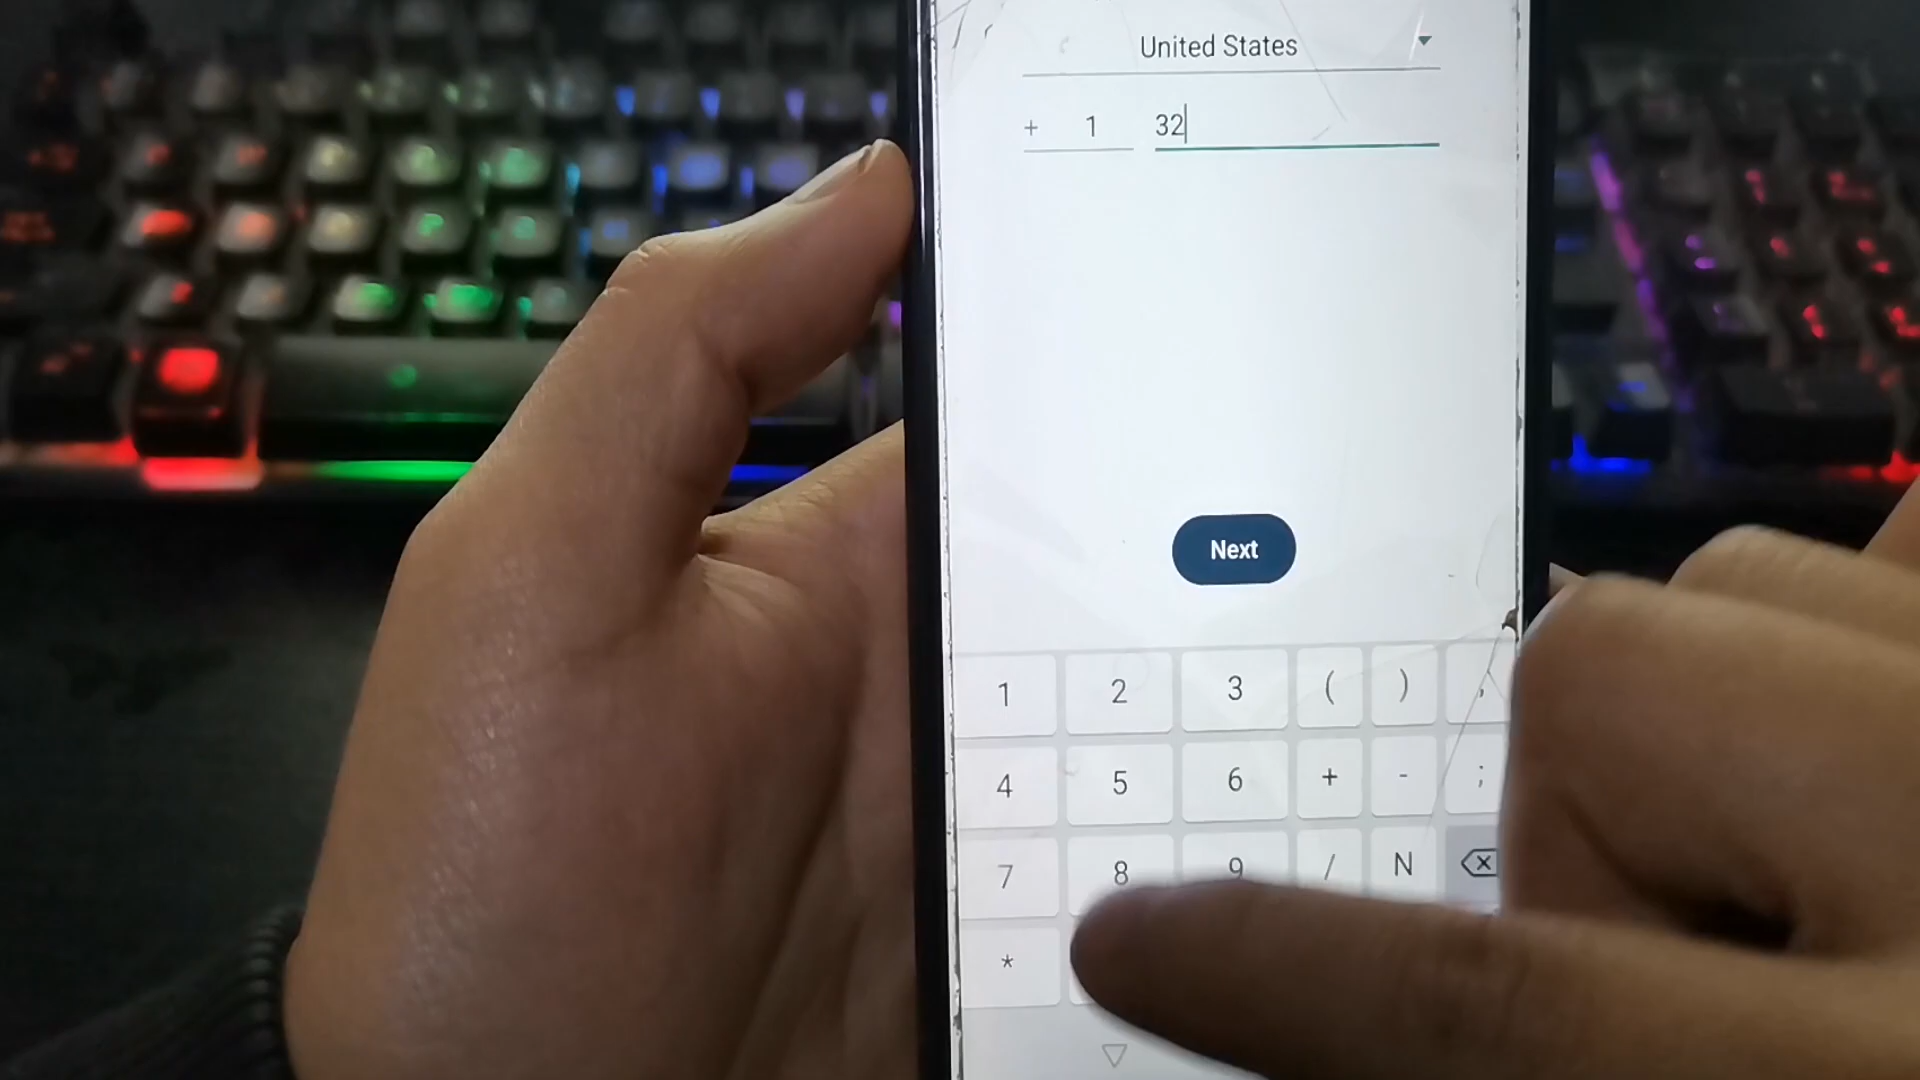 United States
+ 1 32
Next
1 2 3 ( ) ,
4 5 6 + - ;
7 8 9 / N
*